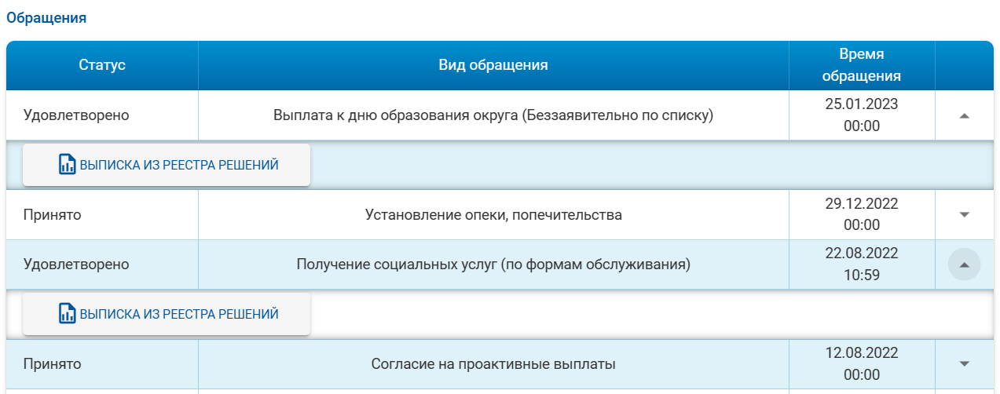 Обращения
Статус
Вид обращения
Время
обращения
Удовлетворено
Выплата к дню образования округа (Беззаявительно по списку)
25.01.2023
00:00
ВЫПИСКА ИЗ РЕЕСТРА РЕШЕНИЙ
Принято
Установление опеки, попечительства
29.12.2022
00:00
Удовлетворено
Получение социальных услуг (по формам обслуживания)
22.08.2022
10:59
ВЫПИСКА ИЗ РЕЕСТРА РЕШЕНИЙ
Принято
Согласие на проактивные выплаты
12.08.2022
00:00